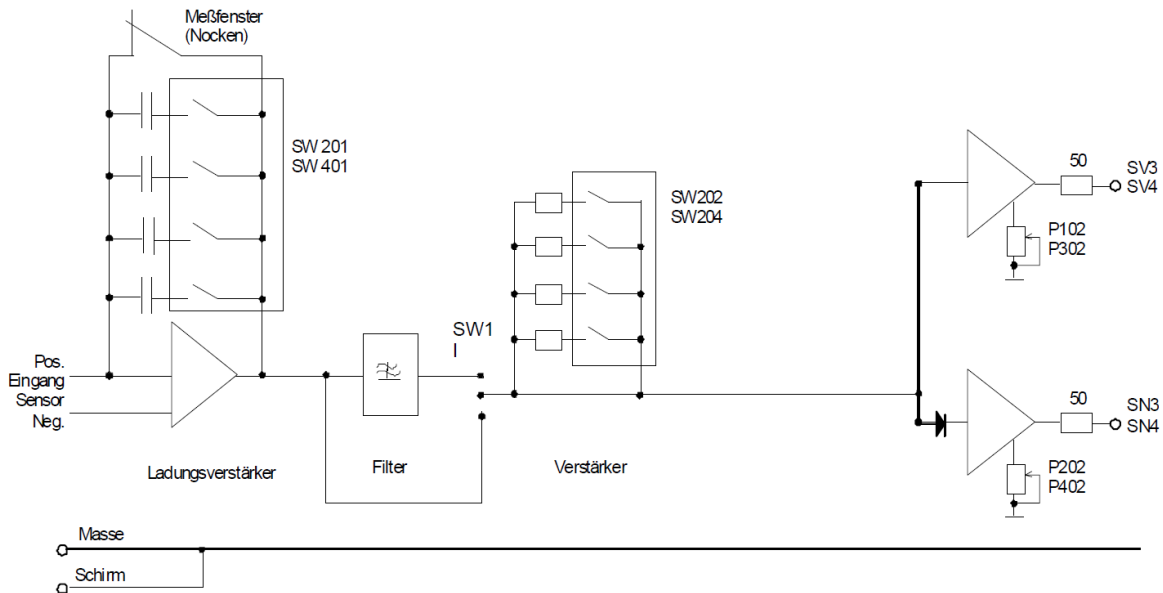 Meßfenster
(Nocken)
SW 201
SW 401
SW202
SW204
50
SV3
SV4
P102
P302
SW1
I
Pos.
Eingang
Sensor
Neg.
50
SN3
SN4
P202
P402
Ladungsverstärker
Filter
Verstärker
Masse
Schirm